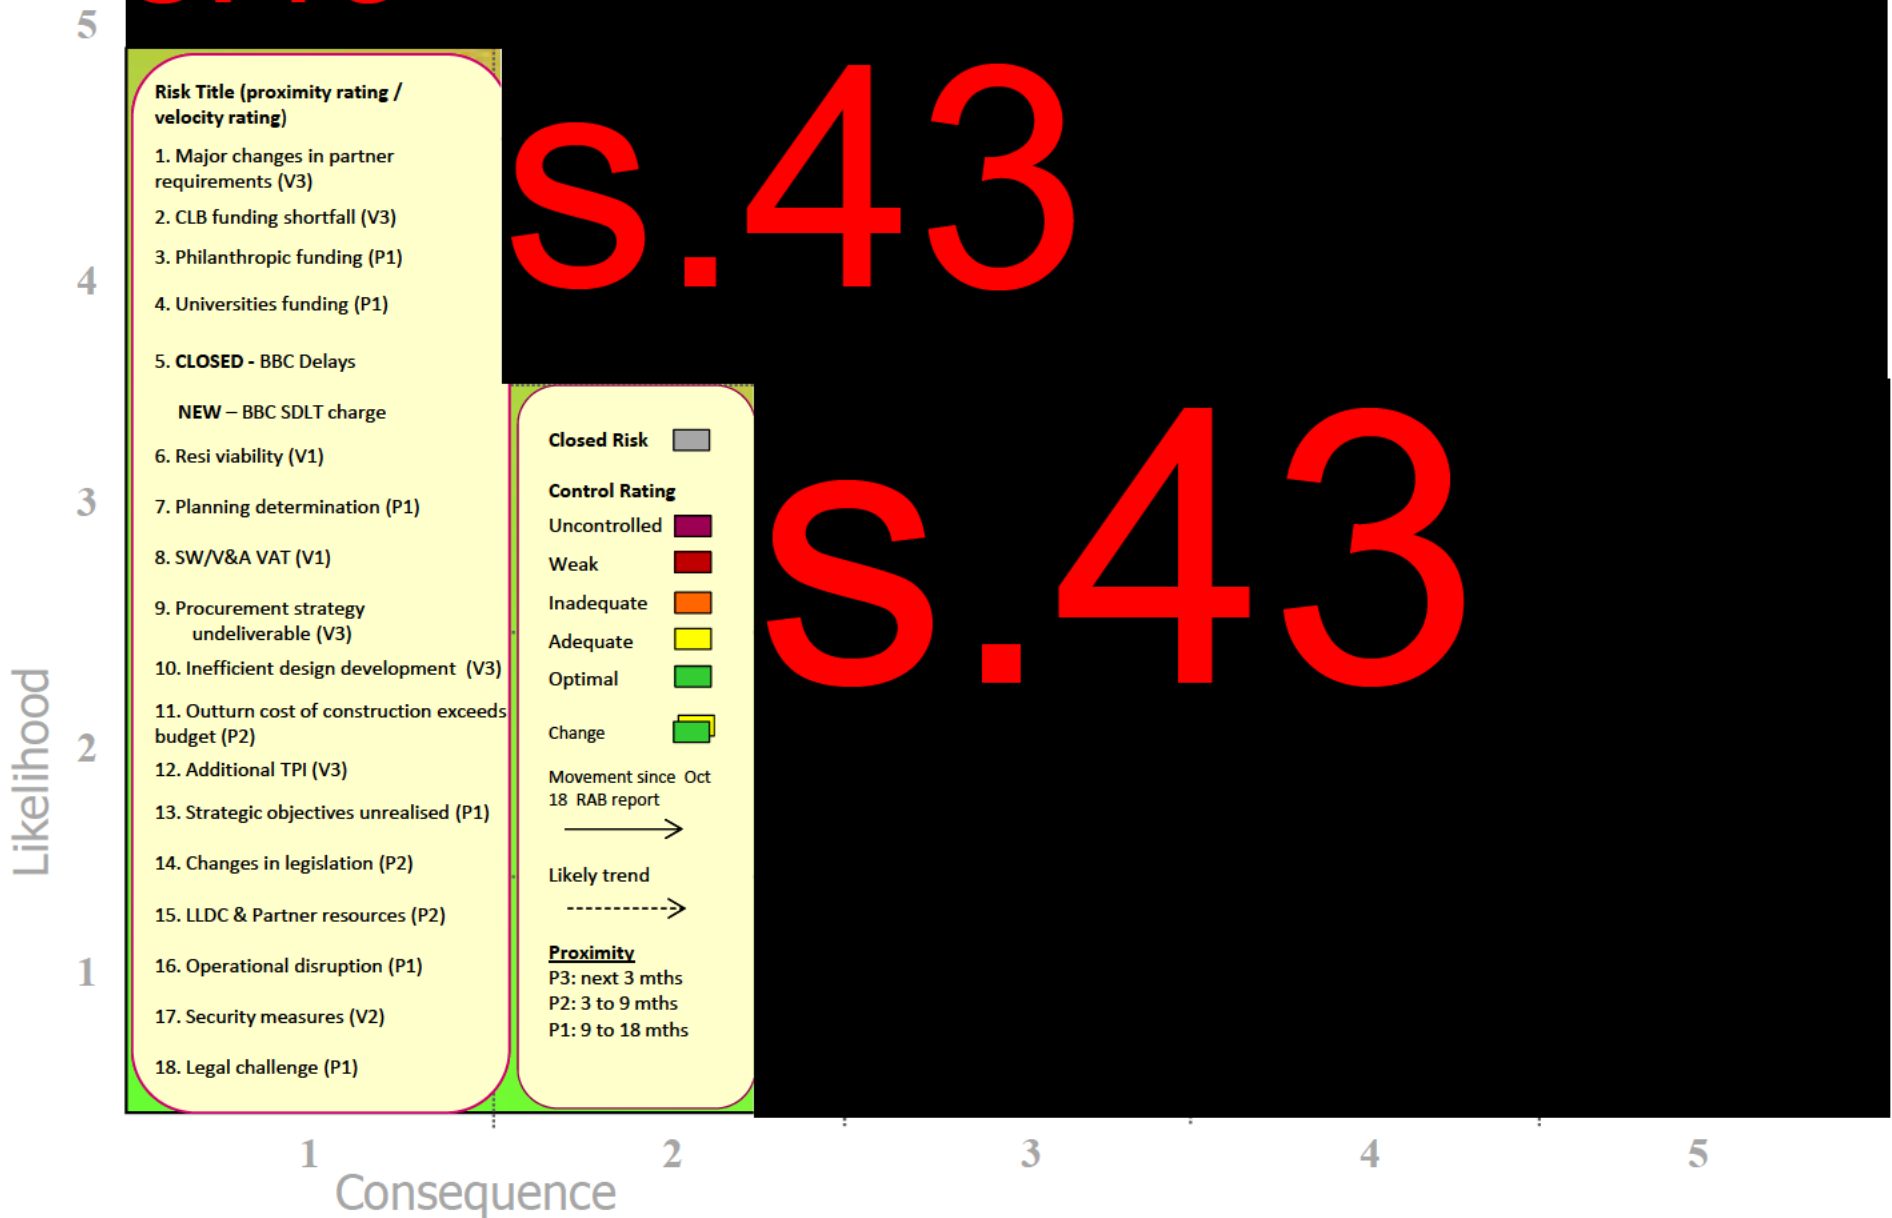 5
Risk Title (proximity rating /
velocity rating)
1. Major changes in partner
requirements (V3)
2. CLB funding shortfall (V3)
3. Philanthropic funding (P1)
4. Universities funding (P1)
5. CLOSED - BBC Delays
NEW – BBC SDLT charge
6. Resi viability (V1)
7. Planning determination (P1)
8. SW/V&A VAT (V1)
9. Procurement strategy
undeliverable (V3)
10. Inefficient design development (V3)
11. Outturn cost of construction exceeds
budget (P2)
12. Additional TPI (V3)
13. Strategic objectives unrealised (P1)
14. Changes in legislation (P2)
15. LLDC & Partner resources (P2)
16. Operational disruption (P1)
17. Security measures (V2)
18. Legal challenge (P1)
s.43
4
3
2
1
Likelihood
Closed Risk
Control Rating
Uncontrolled
Weak
Inadequate
Adequate
Optimal
Change
Movement since Oct
18 RAB report
Likely trend
Proximity
P3: next 3 mths
P2: 3 to 9 mths
P1: 9 to 18 mths
s.43
1 2 3 4 5
Consequence